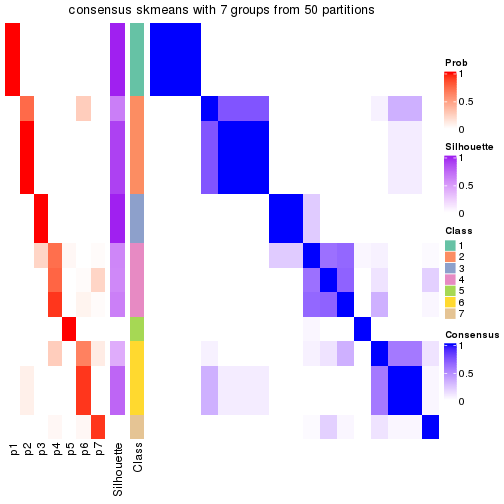 consensus skmeans with 7 groups from 50 partitions
Prob
1
0.5
0
Silhouette
1
0.5
0
Class
1
2
3
4
5
6
7
Consensus
1
0.5
0
p1
p2
p3
p4
p5
p6
p7
Silhouette
Class